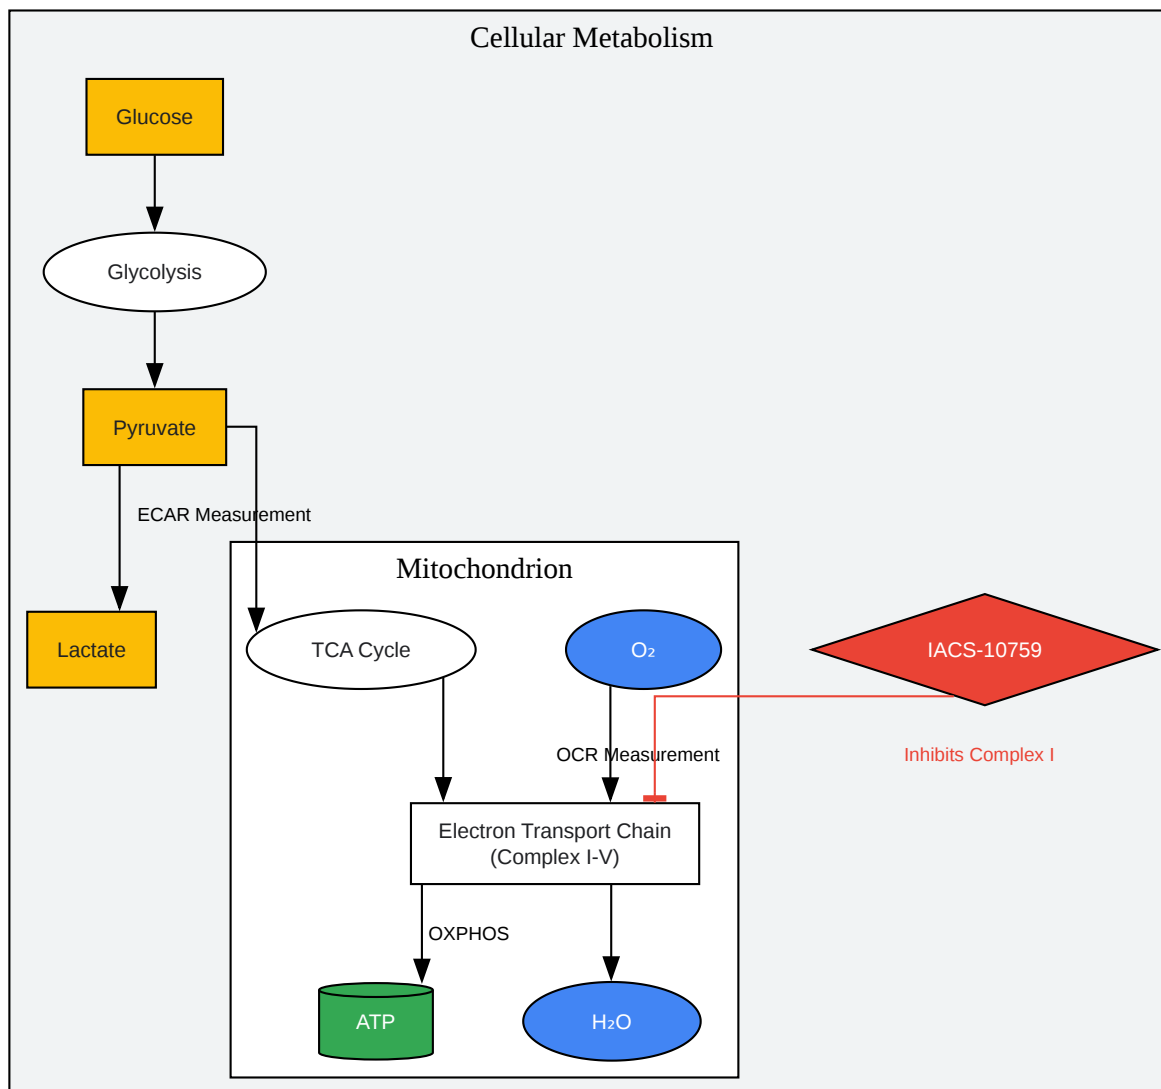 Cellular Metabolism
Glucose
Glycolysis
Pyruvate
ECAR Measurement
Mitochondrion
Lactate
TCA Cycle
O₂
IACS-10759
OCR Measurement
Inhibits Complex I
Electron Transport Chain
(Complex I-V)
OXPHOS
ATP
H₂O